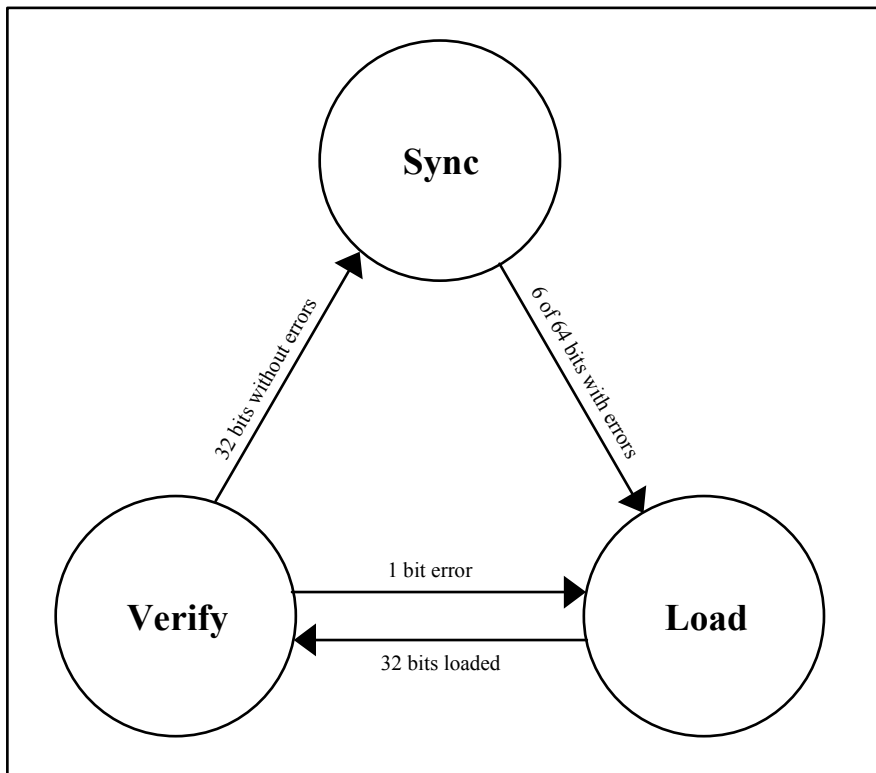 Sync
32 bits without errors
6 of 64 bits with errors
1 bit error
Verify
Load
32 bits loaded